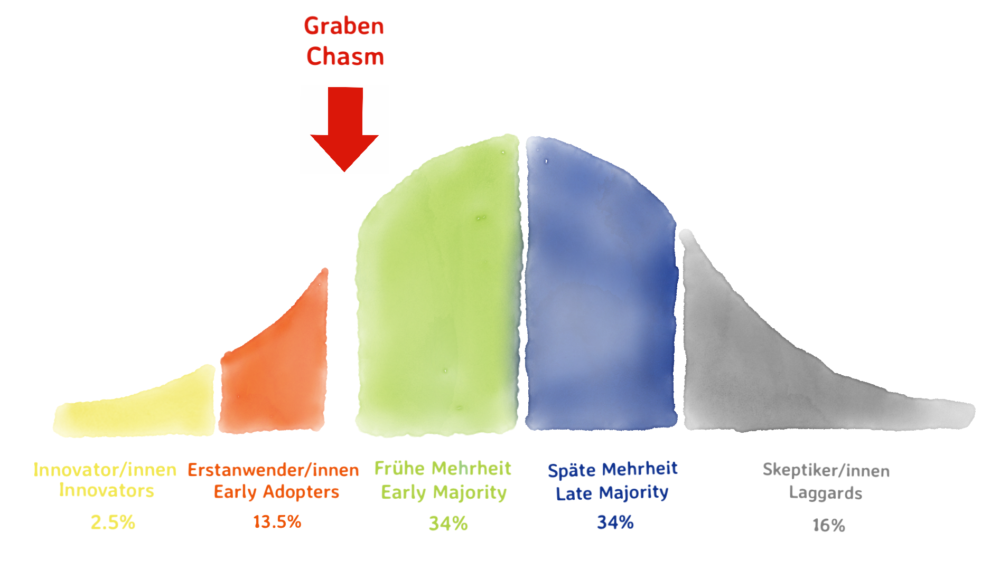 Graben
Chasm
Innovator/innen
Innovators
2.5%
Erstanwender/innen
Early Adopters
13.5%
Frühe Mehrheit
Early Majority
34%
Späte Mehrheit
Late Majority
34%
Skeptiker/innen
Laggards
16%